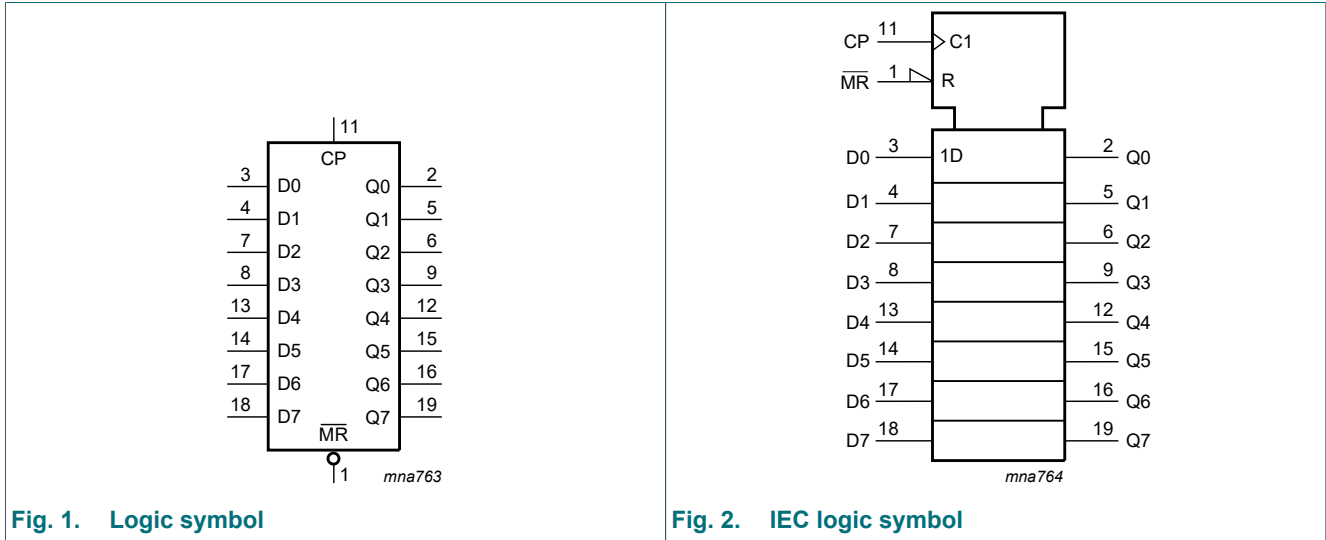 11
CP
3 D0 Q0 2
4 D1 Q1 5
7 D2 Q2 6
8 D3 Q3 9
13 D4 Q4 12
14 D5 Q5 15
17 D6 Q6 16
18 D7 Q7 19
M̅R̅
1 mna763
Fig. 1. Logic symbol
CP 11 C1
M̅R̅ 1 R
D0 3 1D 2 Q0
D1 4 5 Q1
D2 7 6 Q2
D3 8 9 Q3
D4 13 12 Q4
D5 14 15 Q5
D6 17 16 Q6
D7 18 19 Q7
mna764
Fig. 2. IEC logic symbol